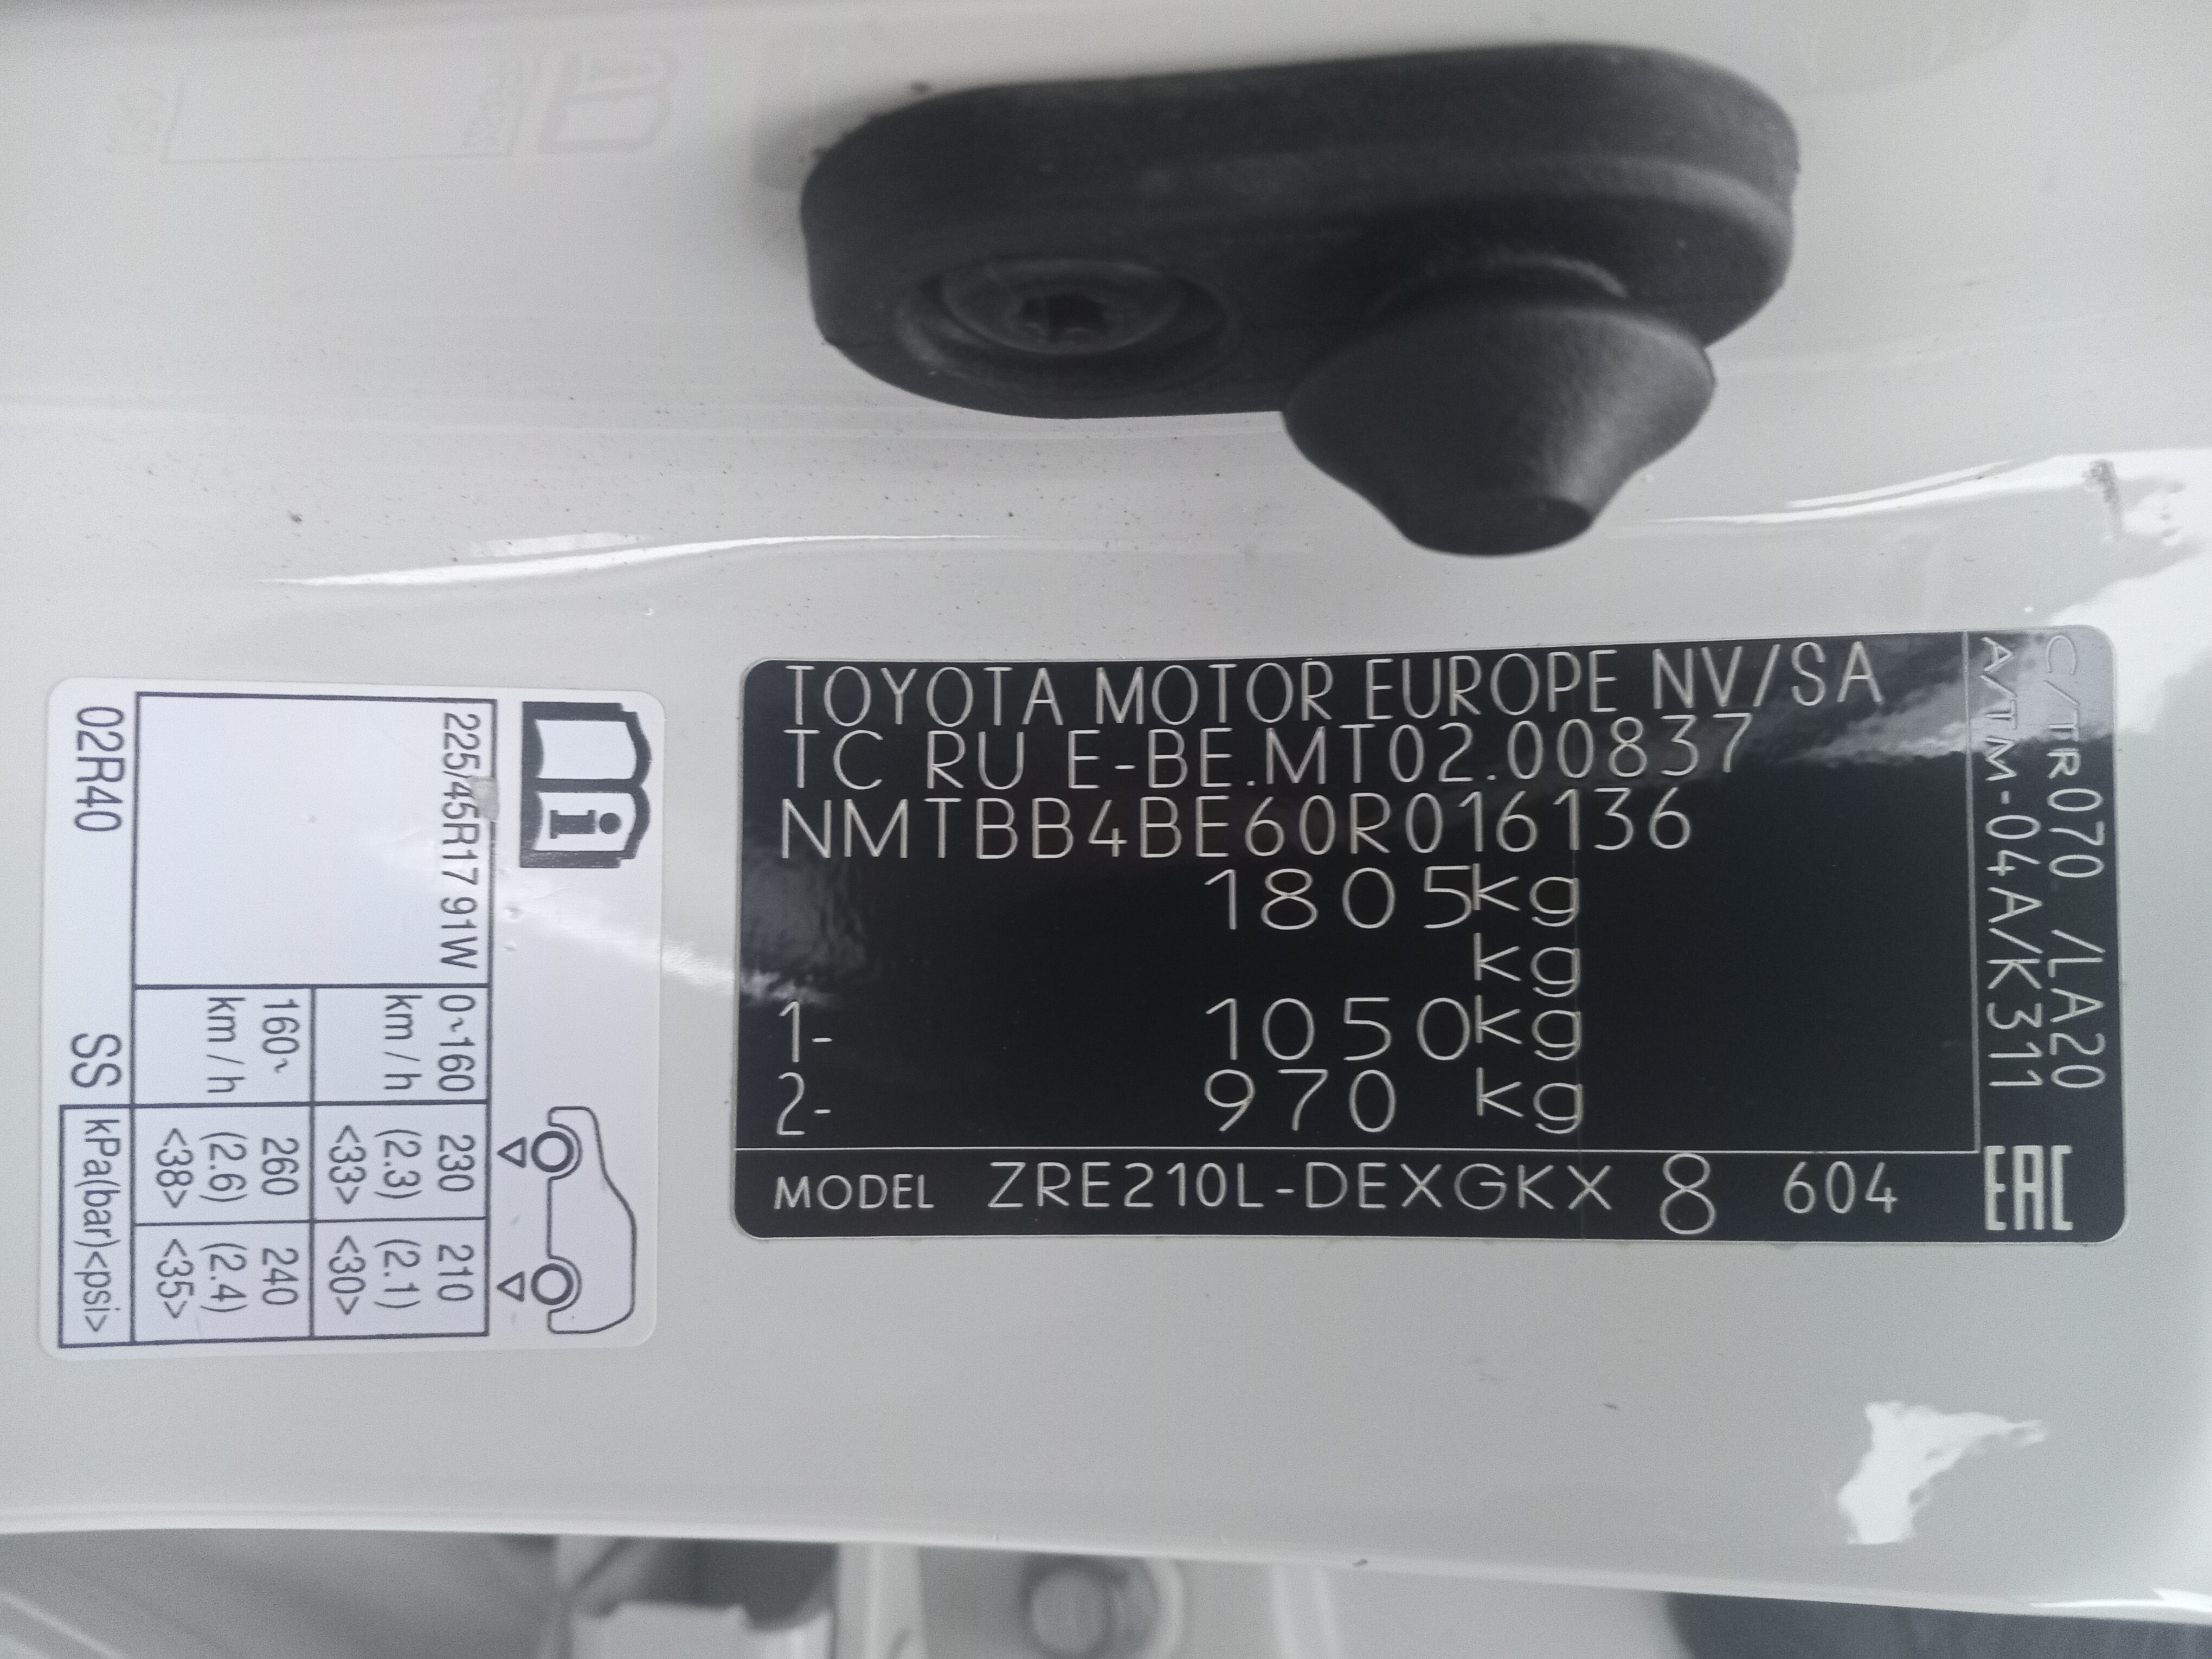 TOYOTA MOTOR EUROPE NV/SA
TC RU E-BE.MT02.00837
NMTBB4BE60R016136
1805kg
kg
1- 1050kg
2- 970 kg
MODEL ZRE210L-DEXGKX 8 604
C/TR070 /LA20
A/TM-04A/K311
EAC
i
225/45R17 91W 0~160 km/h 230 (2.3) <33> 210 (2.1) <30>
160~ km/h 260 (2.6) <38> 240 (2.4) <35>
02R40 SS kPa(bar)<psi>